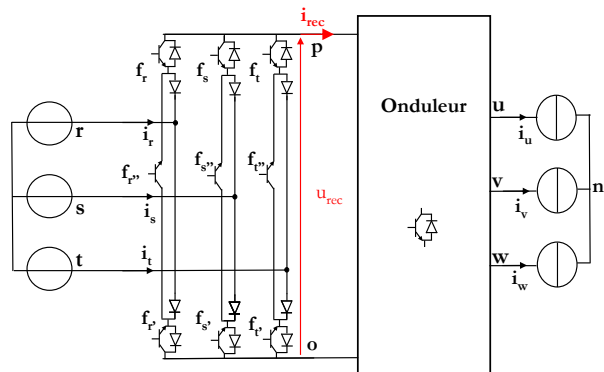 i_rec
p
f_r
f_s
f_t
Onduleur
u
r
i_r
i_u
f_r''
f_s''
f_t''
s
i_s
u_rec
v
i_v
n
t
i_t
w
i_w
f_r'
f_s'
f_t'
o